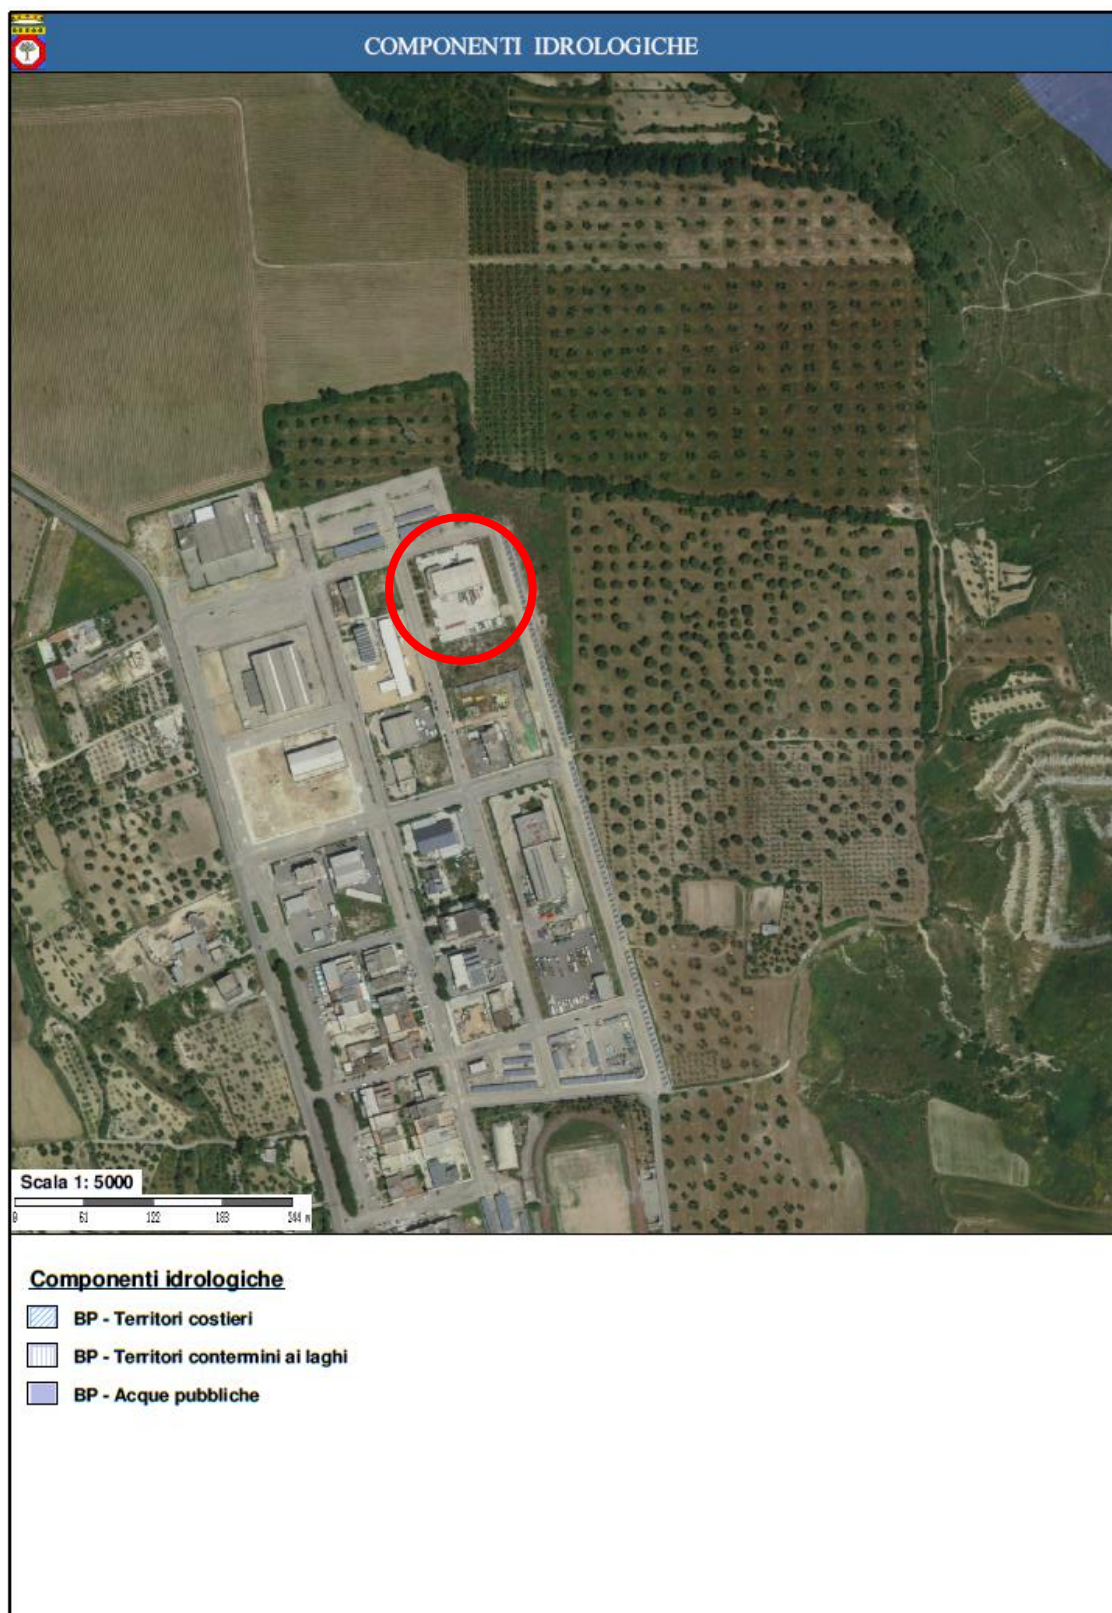 COMPONENTI IDROLOGICHE
Scala 1: 5000
0 61 122 183 244 m
Componenti idrologiche
BP - Territori costieri
BP - Territori contermini ai laghi
BP - Acque pubbliche